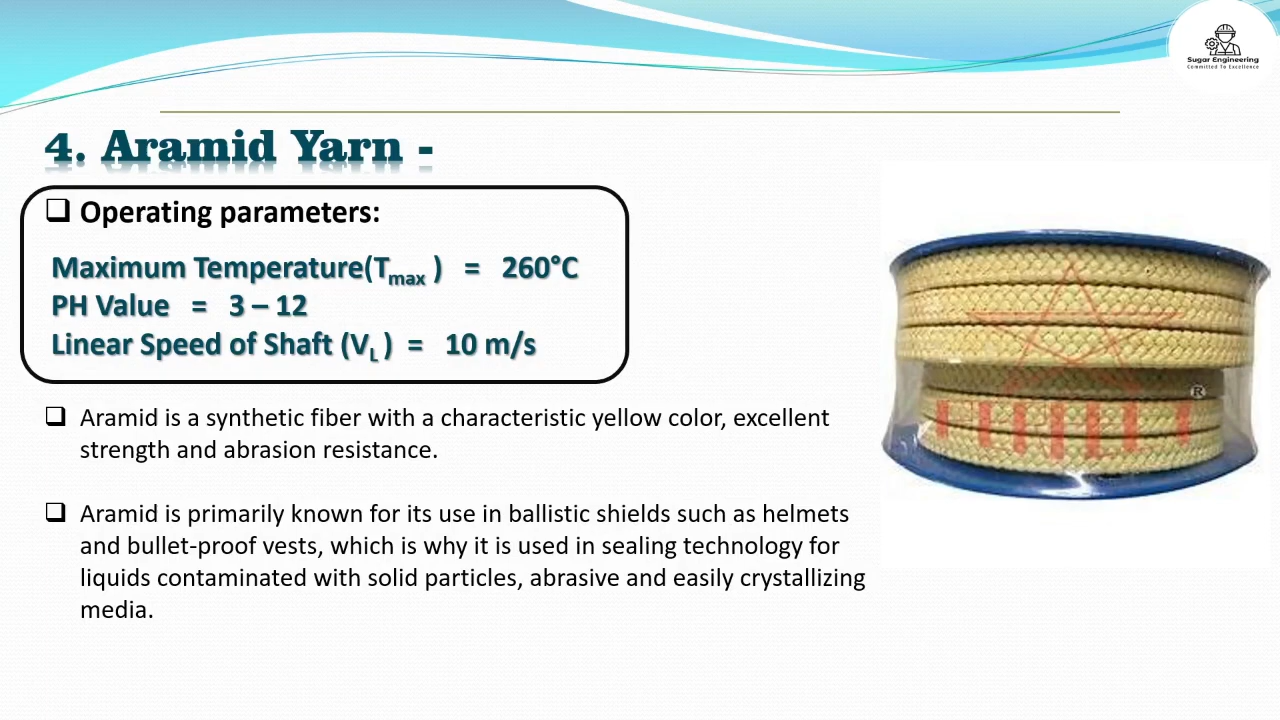 Sugar Engineering
Committed To Excellence
4. Aramid Yarn -
❑ Operating parameters:
Maximum Temperature(Tmax ) = 260°C
PH Value = 3 – 12
Linear Speed of Shaft (VL ) = 10 m/s
❑ Aramid is a synthetic fiber with a characteristic yellow color, excellent
strength and abrasion resistance.
❑ Aramid is primarily known for its use in ballistic shields such as helmets
and bullet-proof vests, which is why it is used in sealing technology for
liquids contaminated with solid particles, abrasive and easily crystallizing
media.
®